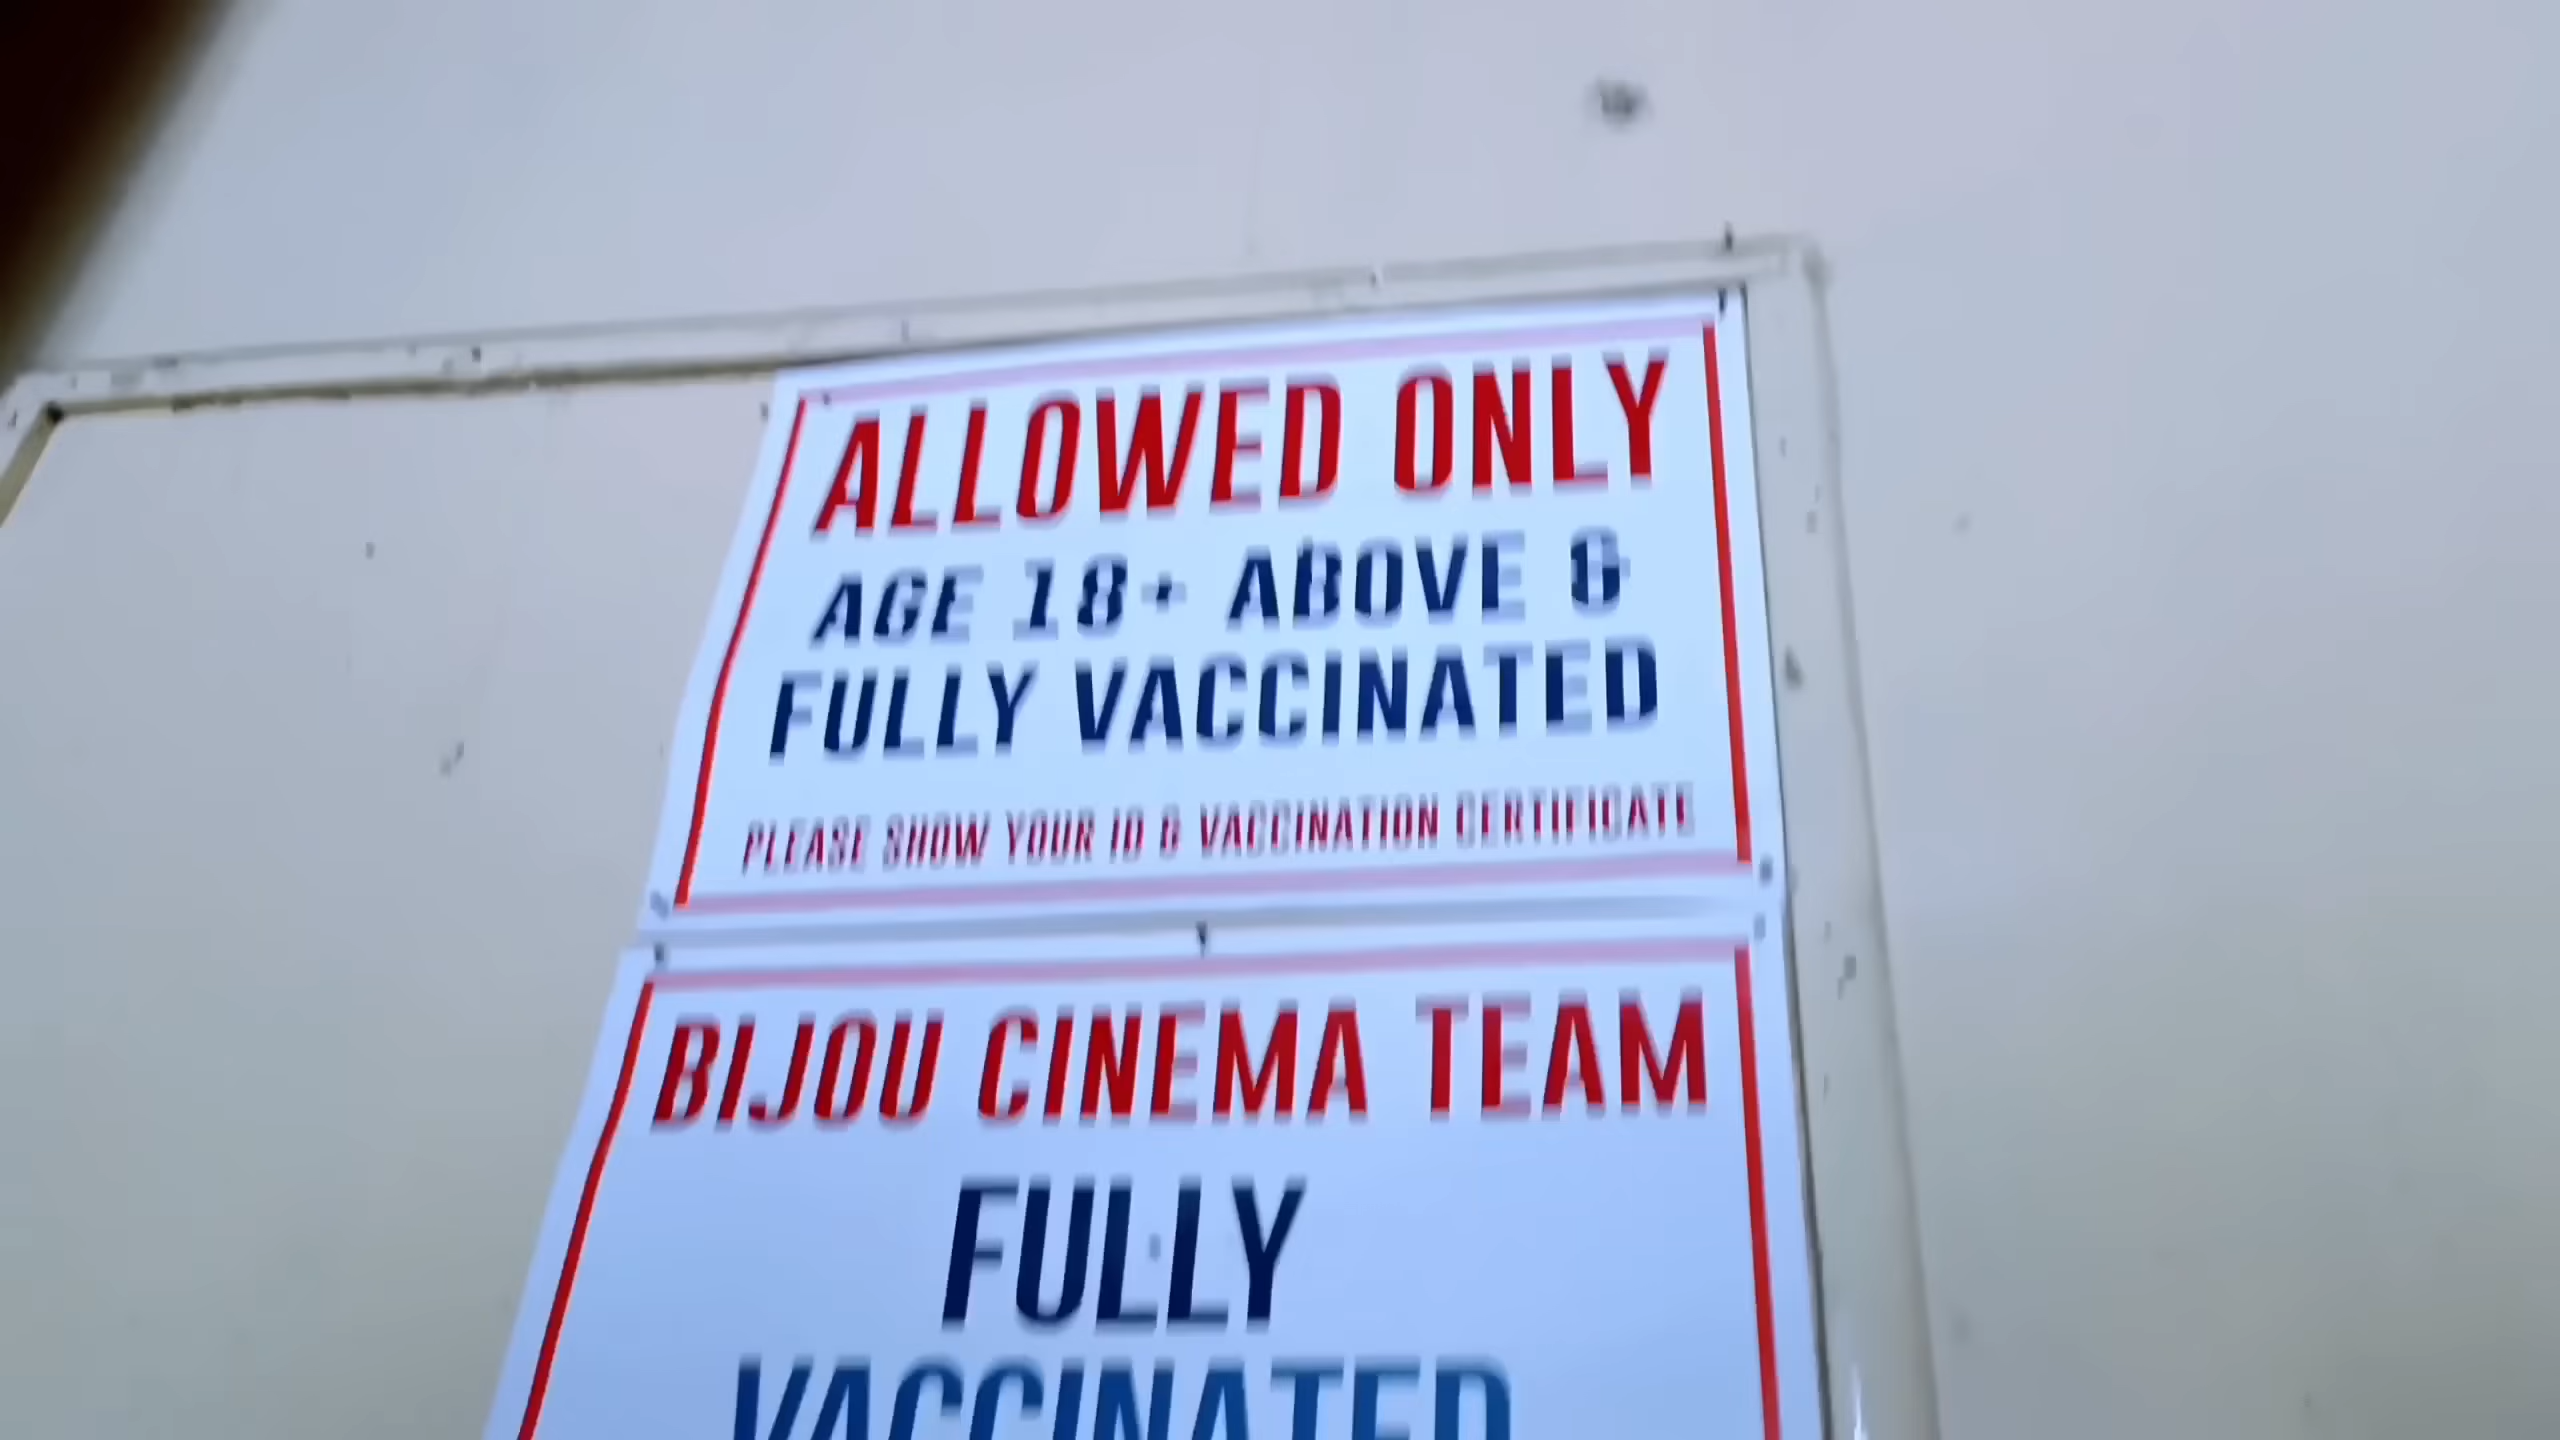 ALLOWED ONLY
AGE 18+ ABOVE &
FULLY VACCINATED
PLEASE SHOW YOUR ID & VACCINATION CERTIFICATE
BIJOU CINEMA TEAM
FULLY
VACCINATED